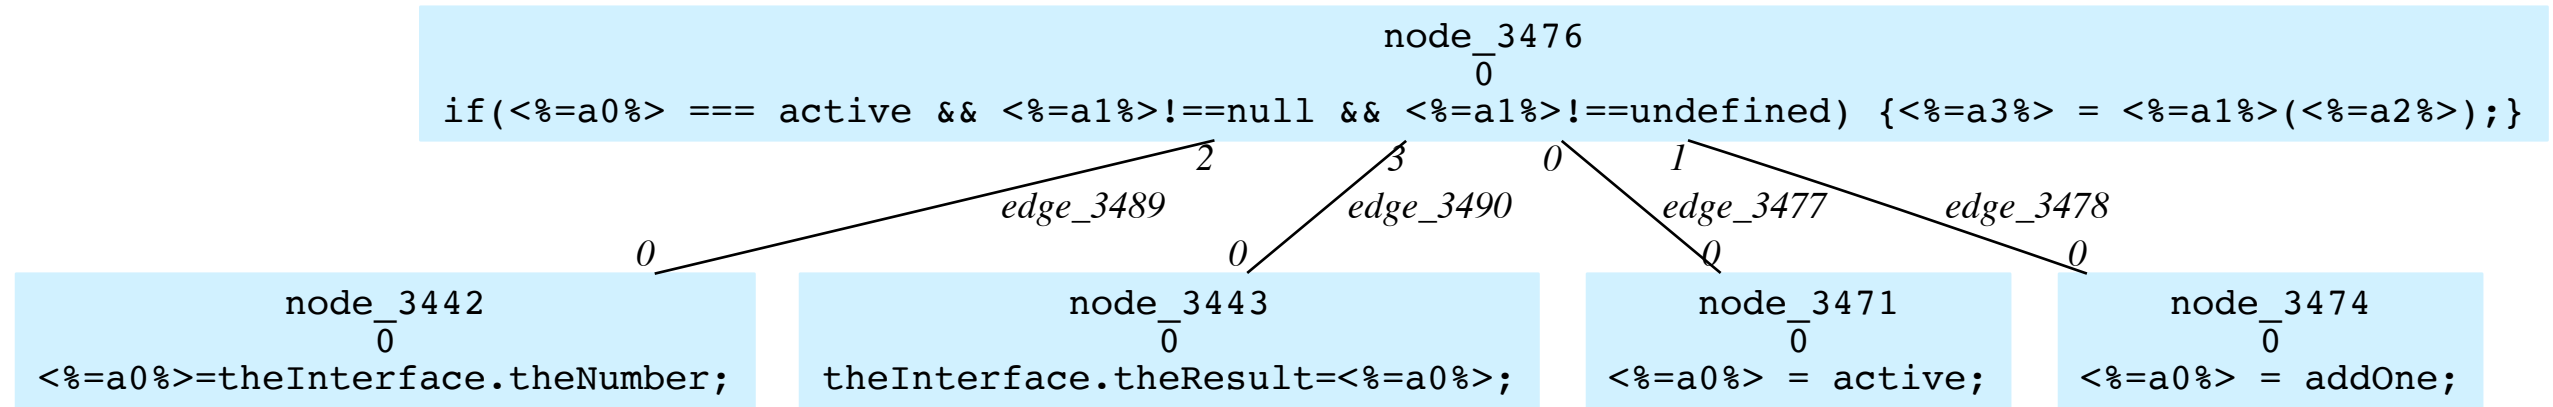 node_3476
0
if(<%=a0%> === active && <%=a1%>!==null && <%=a1%>!==undefined) {<%=a3%> = <%=a1%>(<%=a2%>);}
2 3 0 1
edge_3489 edge_3490 edge_3477 edge_3478
0 0 0 0
node_3442
0
<%=a0%>=theInterface.theNumber;
node_3443
0
theInterface.theResult=<%=a0%>;
node_3471
0
<%=a0%> = active;
node_3474
0
<%=a0%> = addOne;